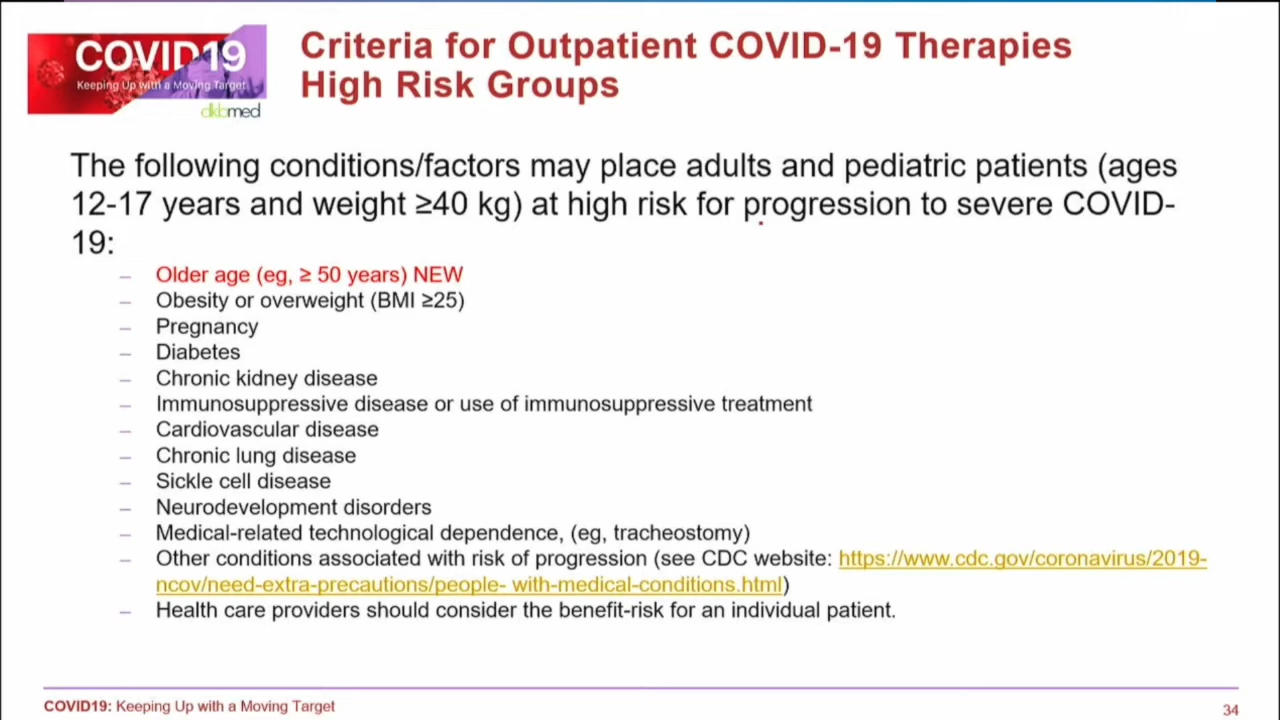 COVID19
Keeping Up with a Moving Target
dkbmed
Criteria for Outpatient COVID-19 Therapies
High Risk Groups
The following conditions/factors may place adults and pediatric patients (ages
12-17 years and weight ≥40 kg) at high risk for progression to severe COVID-
19:
– Older age (eg, ≥ 50 years) NEW
– Obesity or overweight (BMI ≥25)
– Pregnancy
– Diabetes
– Chronic kidney disease
– Immunosuppressive disease or use of immunosuppressive treatment
– Cardiovascular disease
– Chronic lung disease
– Sickle cell disease
– Neurodevelopment disorders
– Medical-related technological dependence, (eg, tracheostomy)
– Other conditions associated with risk of progression (see CDC website: https://www.cdc.gov/coronavirus/2019-
ncov/need-extra-precautions/people- with-medical-conditions.html)
– Health care providers should consider the benefit-risk for an individual patient.
COVID19: Keeping Up with a Moving Target
34